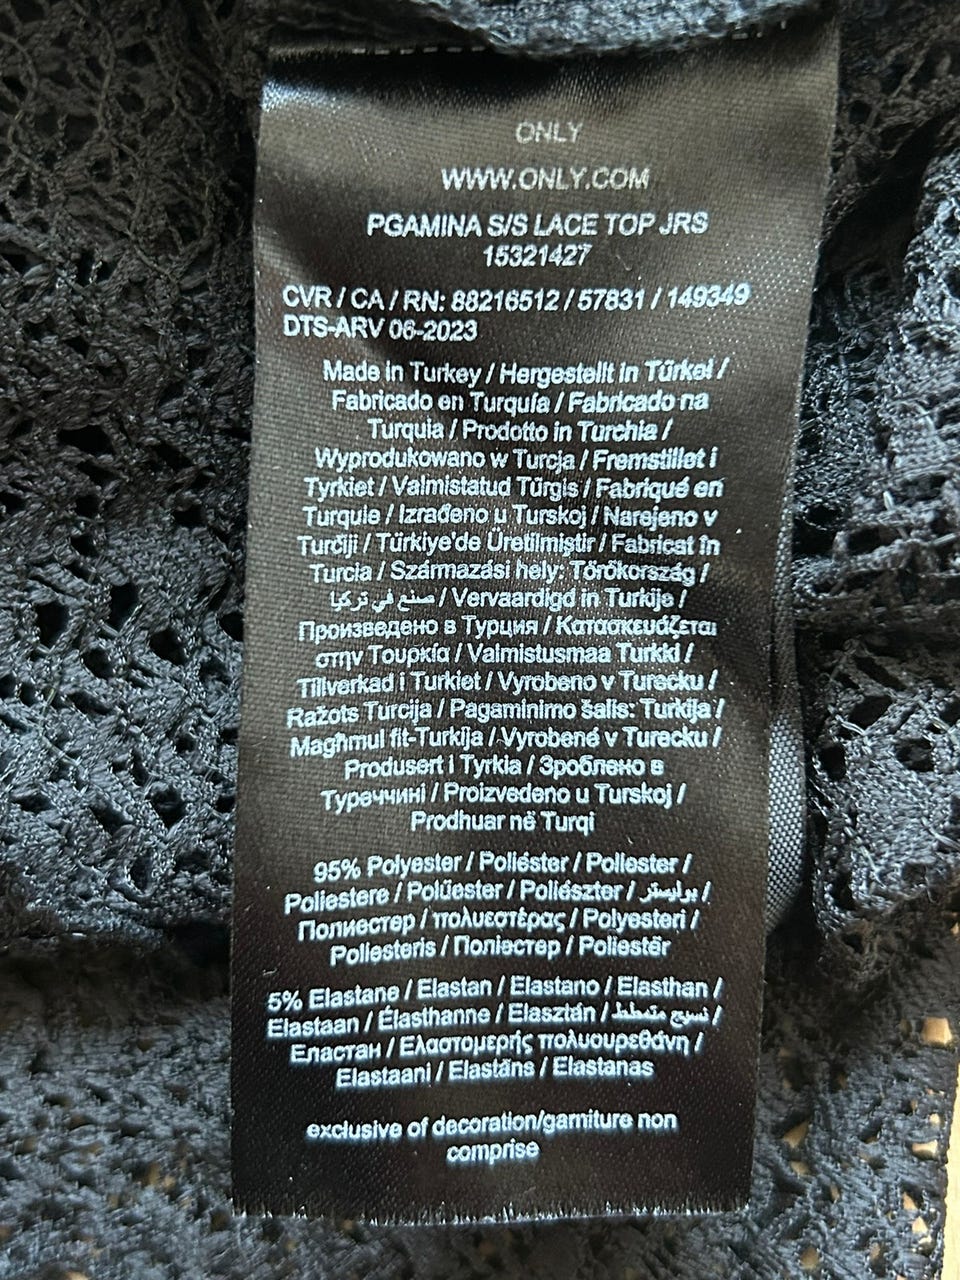 ONLY
WWW.ONLY.COM
PGAMINA S/S LACE TOP JRS
15321427
CVR / CA / RN: 88216512 / 57831 / 149349
DTS-ARV 06-2023
Made in Turkey / Hergestellt in Türkei /
Fabricado en Turquía / Fabricado na
Turquia / Prodotto in Turchia /
Wyprodukowano w Turcja / Fremstillet i
Tyrkiet / Valmistatud Türgis / Fabriqué en
Turquie / Izrađeno u Turskoj / Narejeno v
Turčiji / Türkiye'de Üretilmiştir / Fabricat în
Turcia / Származási hely: Törökország /
صنع في تركيا / Vervaardigd in Turkije /
Произведено в Турция / Κατασκευάζεται
στην Τουρκία / Valmistusmaa Turkki /
Tillverkad i Turkiet / Vyrobeno v Turecku /
Ražots Turcija / Pagaminimo šalis: Turkija /
Magħmul fit-Turkija / Vyrobené v Turecku /
Produsert i Tyrkia / Зроблено в
Туреччині / Proizvedeno u Turskoj /
Prodhuar në Turqi
95% Polyester / Poliéster / Poliester /
Poliestere / Polüester / Poliészter / بوليستر /
Полиестер / πολυεστέρας / Polyesteri /
Poliesteris / Поліестер / Poliestër
5% Elastane / Elastan / Elastano / Elasthan /
Elastaan / Élasthanne / Elasztán / نسيج متمطط /
Еластан / Ελαστομερής πολυουρεθάνη /
Elastaani / Elastāns / Elastanas
exclusive of decoration/garniture non
comprise